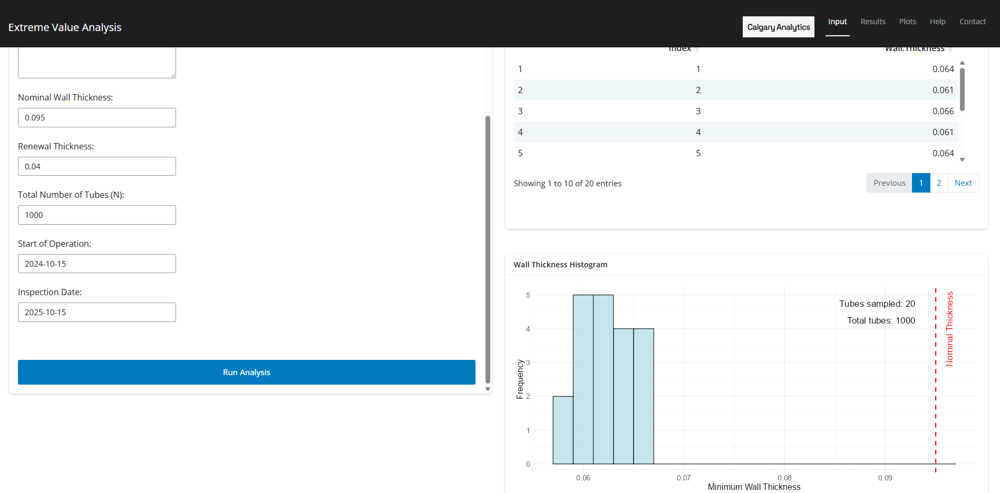 Extreme Value Analysis
Calgary Analytics
Input
Results
Plots
Help
Contact
Nominal Wall Thickness:
0.095
Renewal Thickness:
0.04
Total Number of Tubes (N):
1000
Start of Operation:
2024-10-15
Inspection Date:
2025-10-15
Run Analysis
Index Wall.Thickness
1 1 0.064
2 2 0.061
3 3 0.066
4 4 0.061
5 5 0.064
Showing 1 to 10 of 20 entries
Previous 1 2 Next
Wall Thickness Histogram
Tubes sampled: 20
Total tubes: 1000
Nominal Thickness
Frequency
5
4
3
2
1
0
0.06 0.07 0.08 0.09
Minimum Wall Thickness